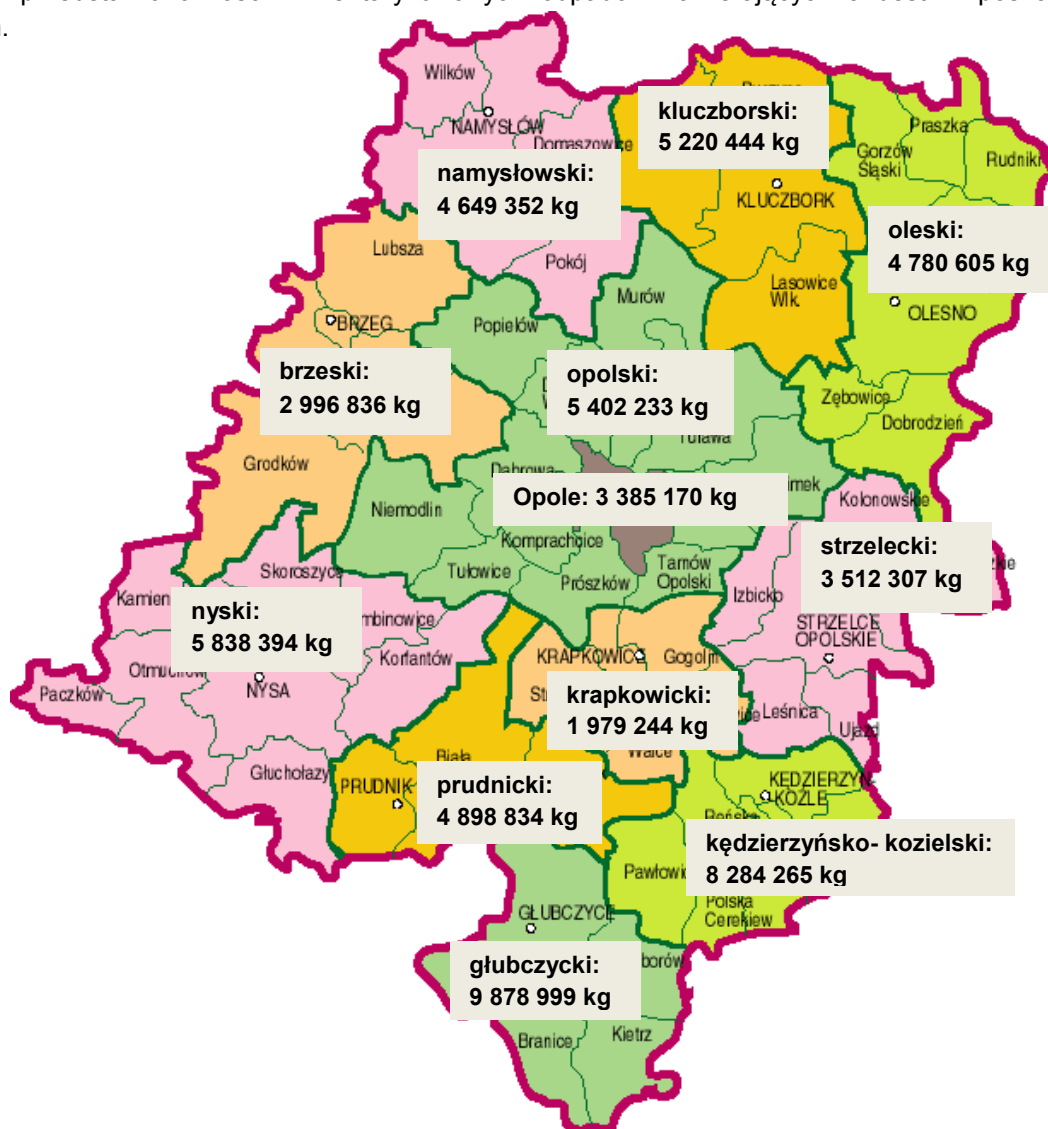 Wilków
NAMYSŁÓW
Domaszowice
kluczborski:
5 220 444 kg
Praszka
Gorzów
Śląski
Rudniki
namysłowski:
4 649 352 kg
KLUCZBORK
oleski:
4 780 605 kg
Lubsza
Pokój
Murów
Lasowice
Wlk.
OLESNO
BRZEG
Popielów
brzeski:
2 996 836 kg
opolski:
5 402 233 kg
Zębowice
Dobrodzień
Turawa
Grodków
Niemodlin
Dąbrowa
Opole: 3 385 170 kg
Kolonowskie
Komprachcice
strzelecki:
3 512 307 kg
Skoroszyce
Tułowice
Prószków
Tarnów
Opolski
Izbicko
nyski:
5 838 394 kg
STRZELCE
OPOLSKIE
Korfantów
KRAPKOWICE
Gogolin
Otmuchów
Paczków
NYSA
krapkowicki:
1 979 244 kg
Leśnica
Ujazd
Walce
Głuchołazy
Biała
PRUDNIK
prudnicki:
4 898 834 kg
KĘDZIERZYN-
KOŹLE
kędzierzyńsko- kozielski:
8 284 265 kg
Polska
Cerekiew
GŁUBCZYCE
głubczycki:
9 878 999 kg
Branice
Kietrz